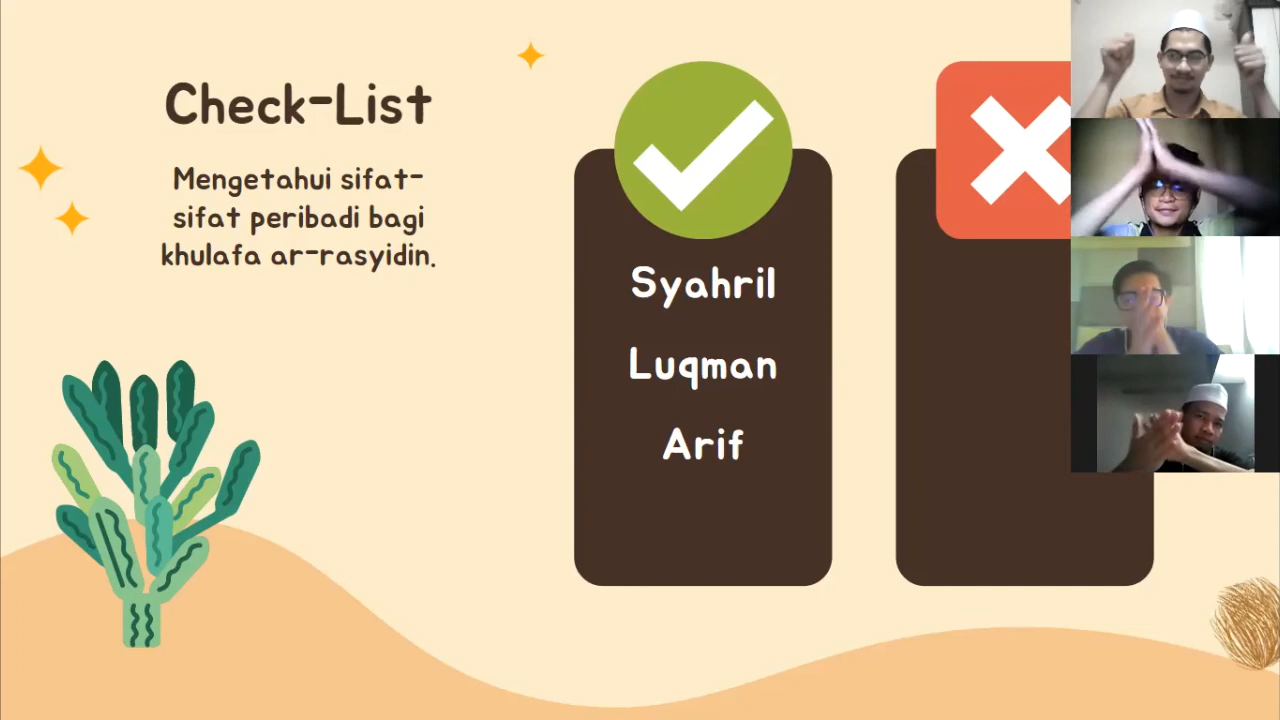 Check-List
Mengetahui sifat-
sifat peribadi bagi
khulafa ar-rasyidin.
Syahril
Luqman
Arif